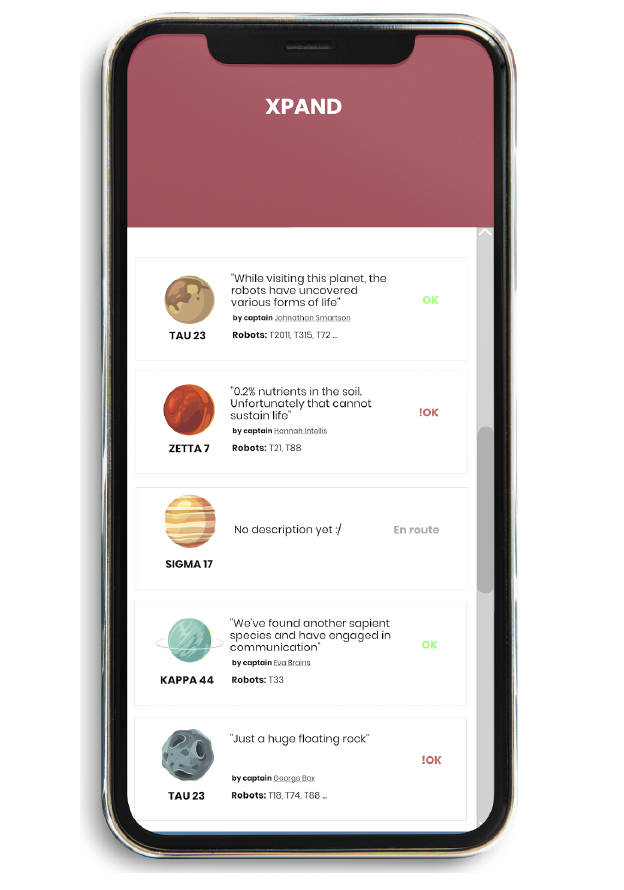 XPAND
"While visiting this planet, the
robots have uncovered
various forms of life"
OK
by captain Johnathan Smartson
TAU 23
Robots: T2011, T315, T72 ...
"0.2% nutrients in the soil.
Unfortunately that cannot
sustain life"
!OK
by captain Hannah Intellis
ZETTA 7
Robots: T21, T88
No description yet :/
En route
SIGMA 17
"We've found another sapient
species and have engaged in
communication"
OK
by captain Eva Brains
KAPPA 44
Robots: T33
"Just a huge floating rock"
!OK
by captain George Box
TAU 23
Robots: T18, T74, T88 ...